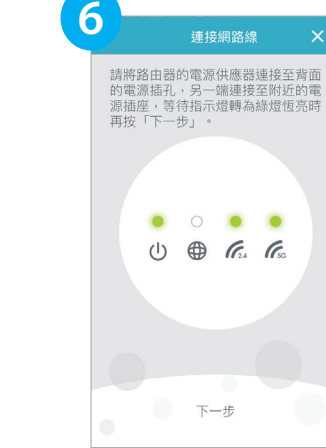 6
連接網路線
請將路由器的電源供應器連接至背面
的電源插孔，另一端連接至附近的電
源插座，等待指示燈轉為綠燈恆亮時
再按「下一步」。
2.4 5G
下一步